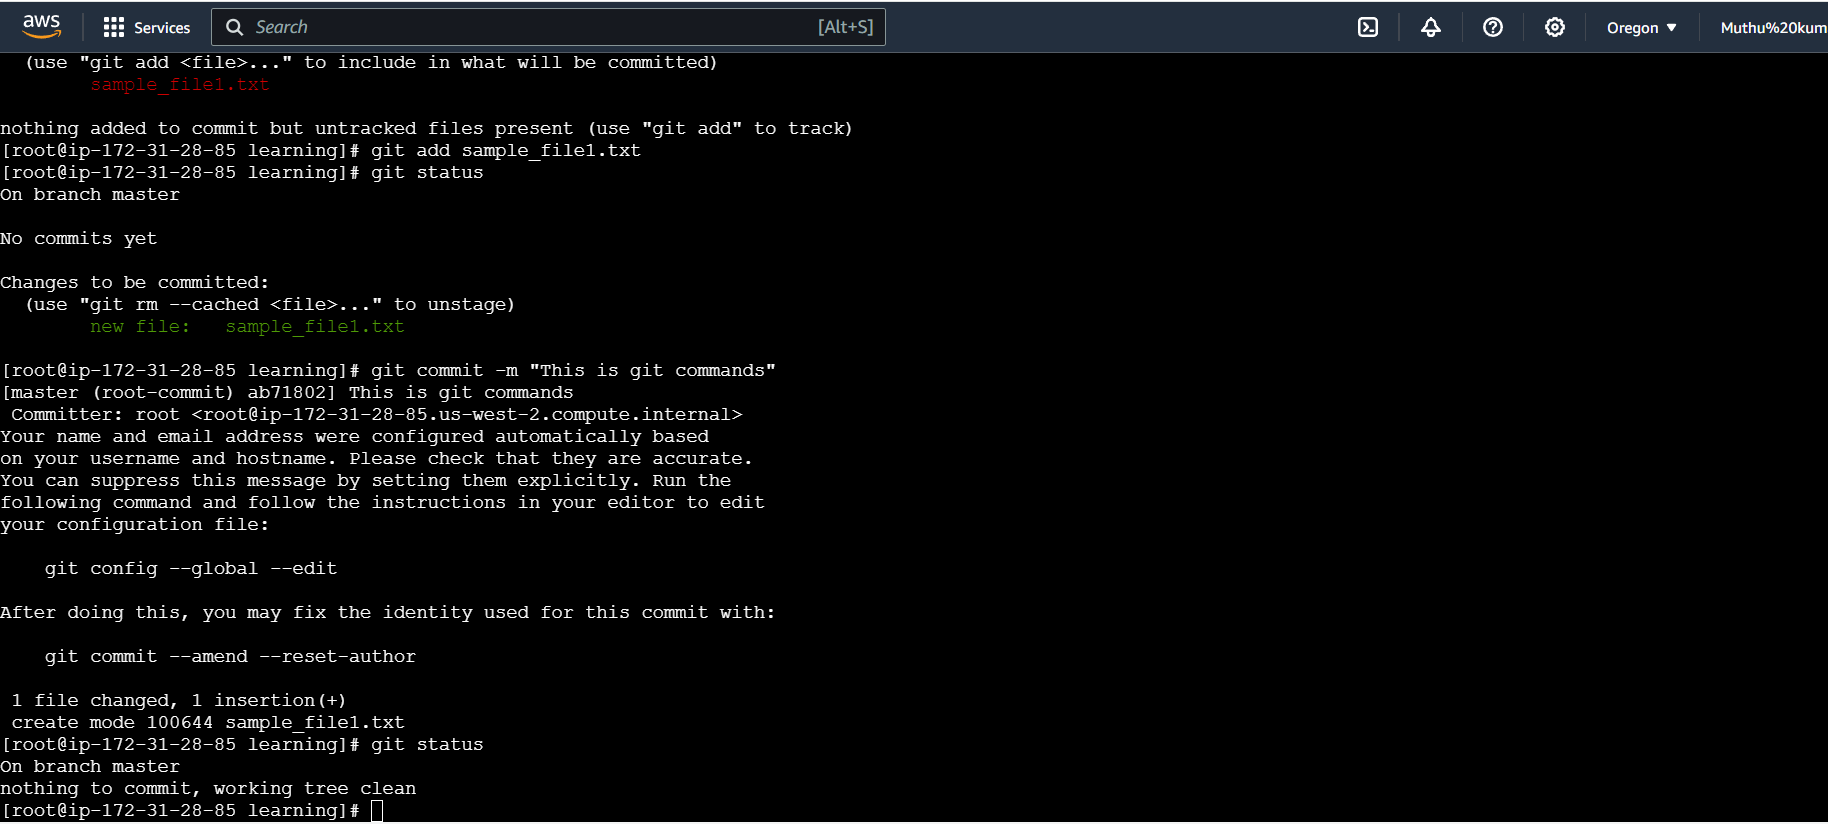 aws Services Search [Alt+S] Oregon ▼ Muthu%20kum
(use "git add <file>..." to include in what will be committed)
sample_file1.txt
nothing added to commit but untracked files present (use "git add" to track)
[root@ip-172-31-28-85 learning]# git add sample_file1.txt
[root@ip-172-31-28-85 learning]# git status
On branch master
No commits yet
Changes to be committed:
(use "git rm --cached <file>..." to unstage)
new file:   sample_file1.txt
[root@ip-172-31-28-85 learning]# git commit -m "This is git commands"
[master (root-commit) ab71802] This is git commands
Committer: root <root@ip-172-31-28-85.us-west-2.compute.internal>
Your name and email address were configured automatically based
on your username and hostname. Please check that they are accurate.
You can suppress this message by setting them explicitly. Run the
following command and follow the instructions in your editor to edit
your configuration file:
git config --global --edit
After doing this, you may fix the identity used for this commit with:
git commit --amend --reset-author
1 file changed, 1 insertion(+)
create mode 100644 sample_file1.txt
[root@ip-172-31-28-85 learning]# git status
On branch master
nothing to commit, working tree clean
[root@ip-172-31-28-85 learning]#